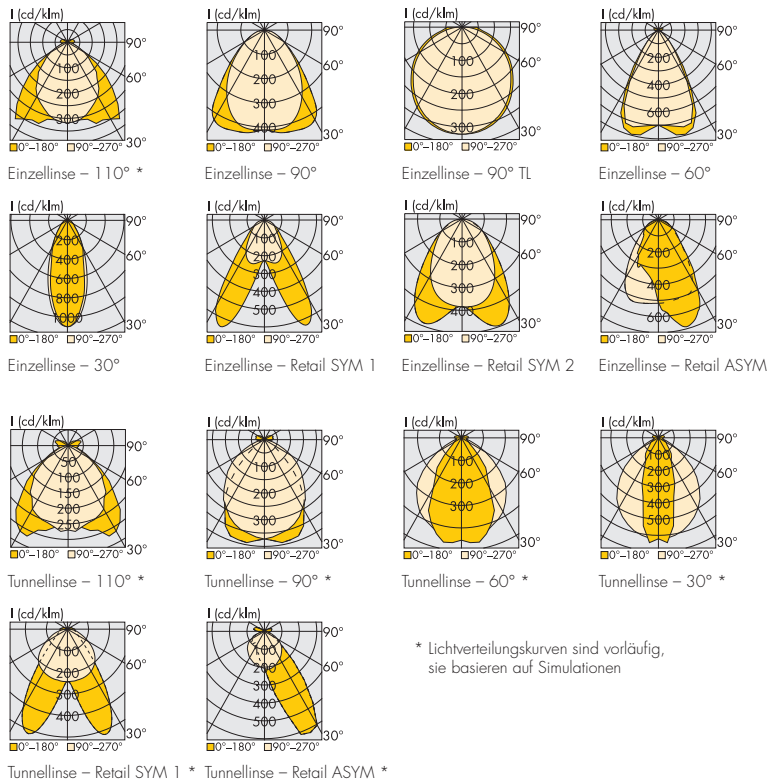 I (cd/klm) I (cd/klm) I (cd/klm) I (cd/klm)
90° 90° 90° 90°
100 100 100 200
60° 60° 60° 60°
200 200 200 400
300 300 300 600
400
30° 30° 30° 30°
0°–180° 90°–270° 0°–180° 90°–270° 0°–180° 90°–270° 0°–180° 90°–270°
Einzellinse – 110° * Einzellinse – 90° Einzellinse – 90° TL Einzellinse – 60°
I (cd/klm) I (cd/klm) I (cd/klm) I (cd/klm)
90° 90° 90° 90°
200 100 100 200
400 200 200 400
60° 60° 60° 60°
600 300 300 600
800 400 400
1000 500
30° 30° 30° 30°
0°–180° 90°–270° 0°–180° 90°–270° 0°–180° 90°–270° 0°–180° 90°–270°
Einzellinse – 30° Einzellinse – Retail SYM 1 Einzellinse – Retail SYM 2 Einzellinse – Retail ASYM
I (cd/klm) I (cd/klm) I (cd/klm) I (cd/klm)
90° 90° 90° 90°
50 100 100 100
100 200 200 200
60° 60° 60° 60°
150 300 300 300
200 400
250 500
30° 30° 30° 30°
0°–180° 90°–270° 0°–180° 90°–270° 0°–180° 90°–270° 0°–180° 90°–270°
Tunnellinse – 110° * Tunnellinse – 90° * Tunnellinse – 60° * Tunnellinse – 30° *
I (cd/klm) I (cd/klm)
90° 90°
100 100
200 200
60° 60°
300 300
400 400
500
30° 30°
0°–180° 90°–270° 0°–180° 90°–270°
Tunnellinse – Retail SYM 1 * Tunnellinse – Retail ASYM *
* Lichtverteilungskurven sind vorläufig,
sie basieren auf Simulationen